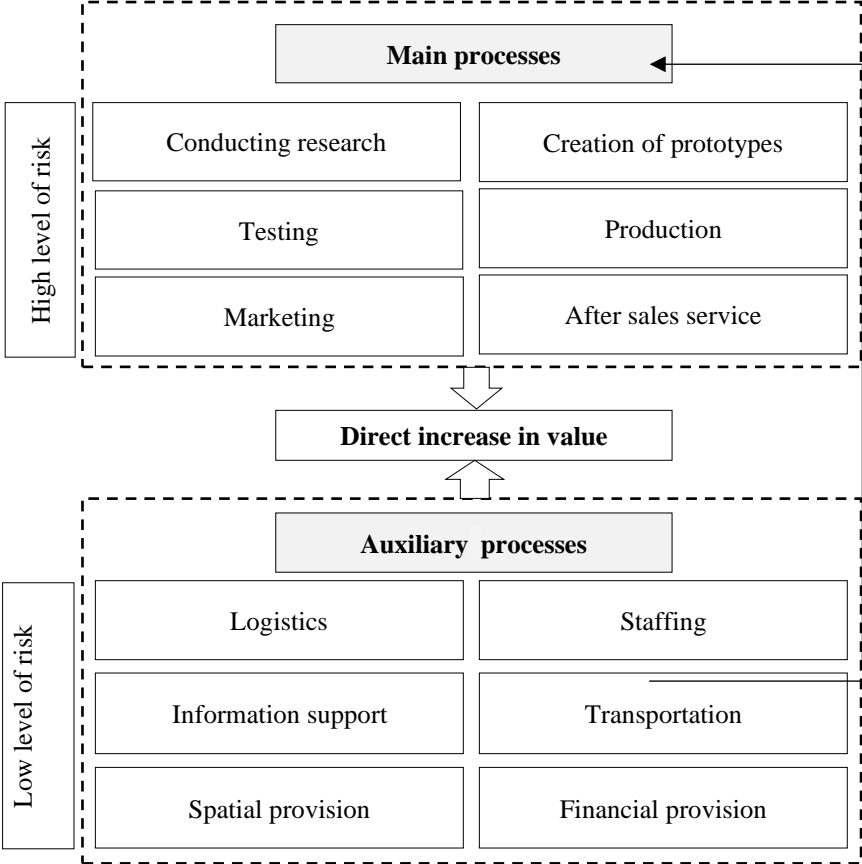 Main processes
High level of risk
Conducting research
Creation of prototypes
Testing
Production
Marketing
After sales service
Direct increase in value
Auxiliary processes
Low level of risk
Logistics
Staffing
Information support
Transportation
Spatial provision
Financial provision